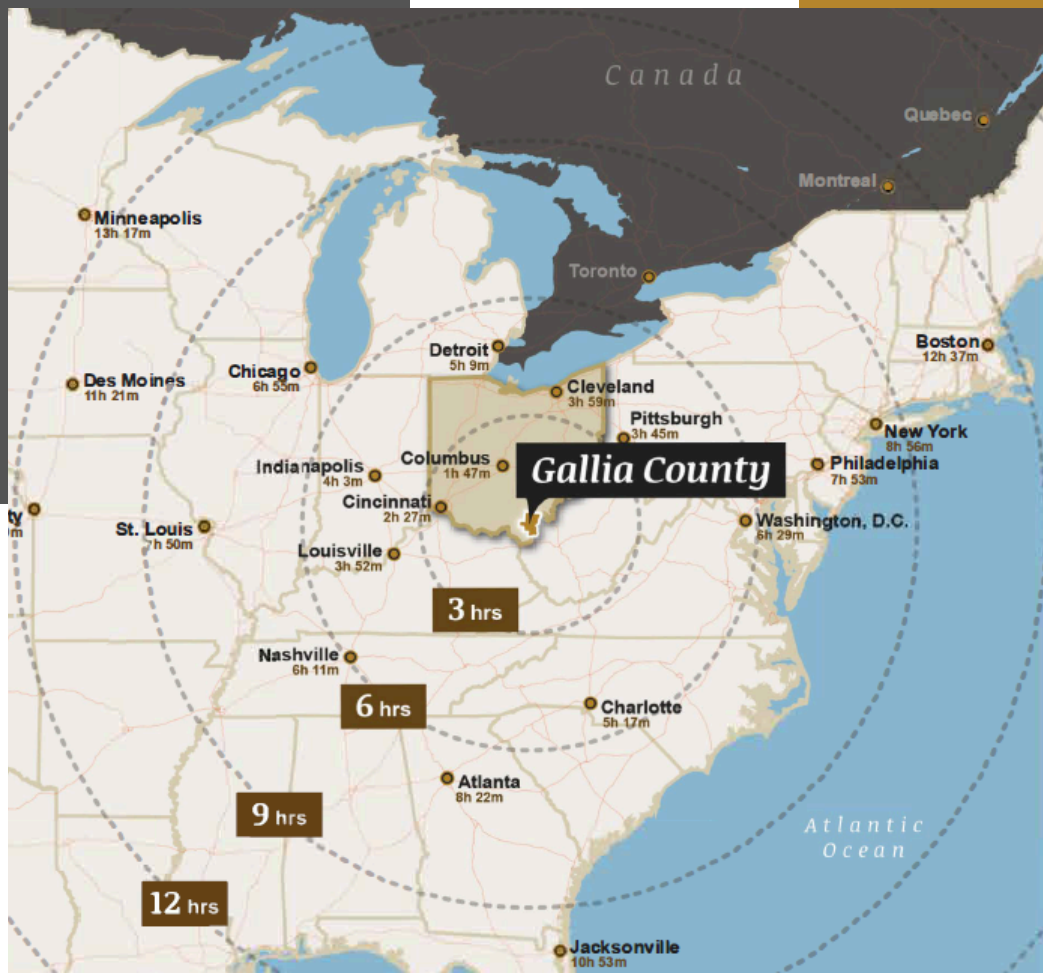 Canada
Quebec
Montreal
Toronto
Minneapolis
13h 17m
Boston
12h 37m
Detroit
5h 9m
Chicago
6h 55m
Des Moines
11h 21m
Cleveland
3h 59m
Pittsburgh
3h 45m
New York
8h 56m
Philadelphia
7h 53m
Columbus
1h 47m
Gallia County
Indianapolis
4h 3m
Cincinnati
2h 27m
ty
m
St. Louis
7h 50m
Washington, D.C.
6h 29m
Louisville
3h 52m
3 hrs
Nashville
6h 11m
6 hrs
Charlotte
5h 17m
Atlanta
8h 22m
9 hrs
Atlantic
Ocean
12 hrs
Jacksonville
10h 53m